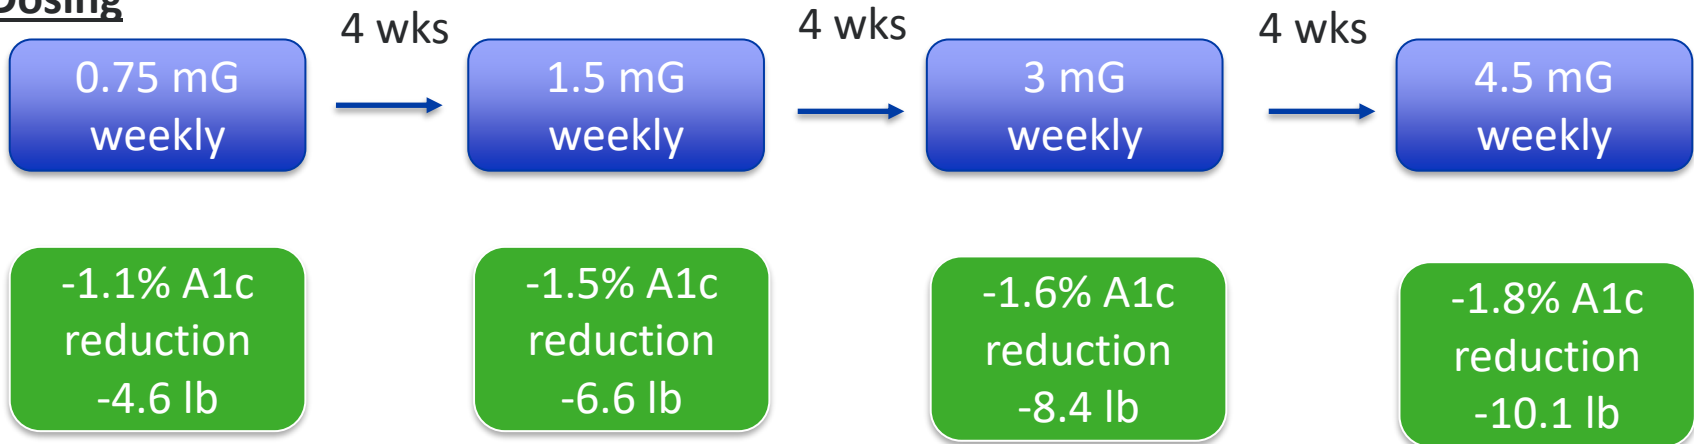 Dosing
4 wks
4 wks
4 wks
0.75 mG
weekly
1.5 mG
weekly
3 mG
weekly
4.5 mG
weekly
-1.1% A1c
reduction
-4.6 lb
-1.5% A1c
reduction
-6.6 lb
-1.6% A1c
reduction
-8.4 lb
-1.8% A1c
reduction
-10.1 lb